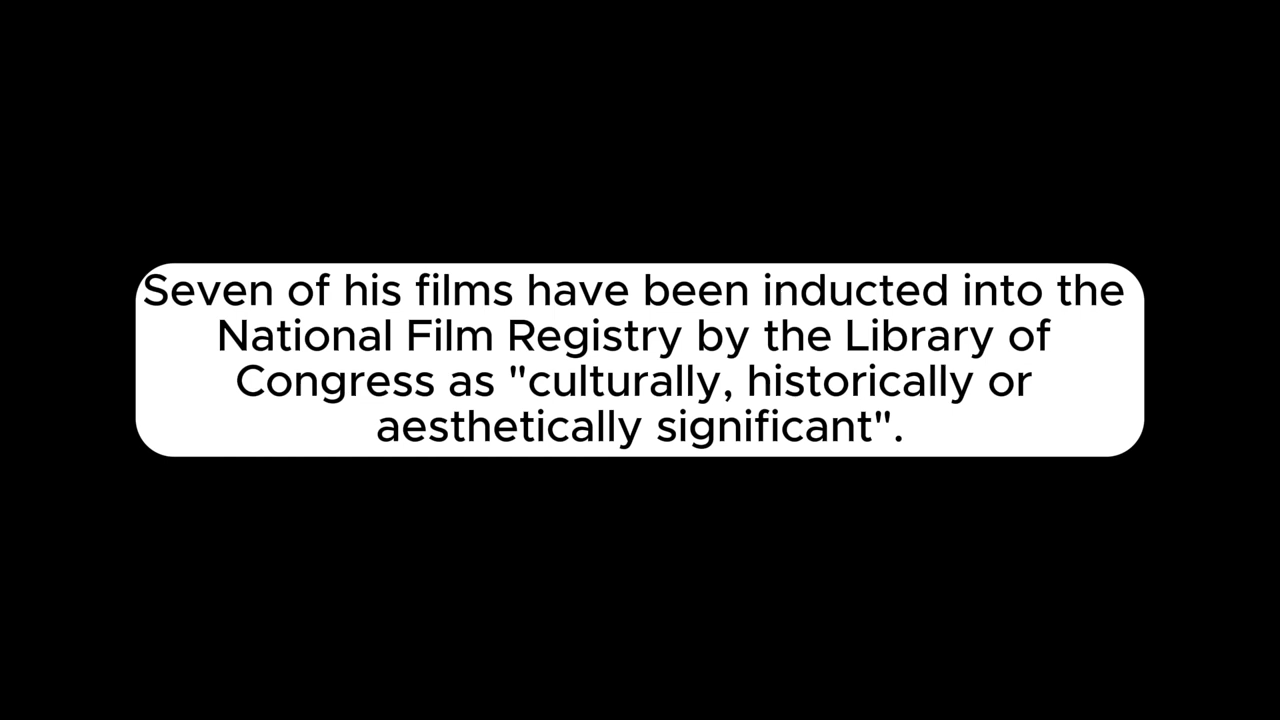 Seven of his films have been inducted into the
National Film Registry by the Library of
Congress as "culturally, historically or
aesthetically significant".